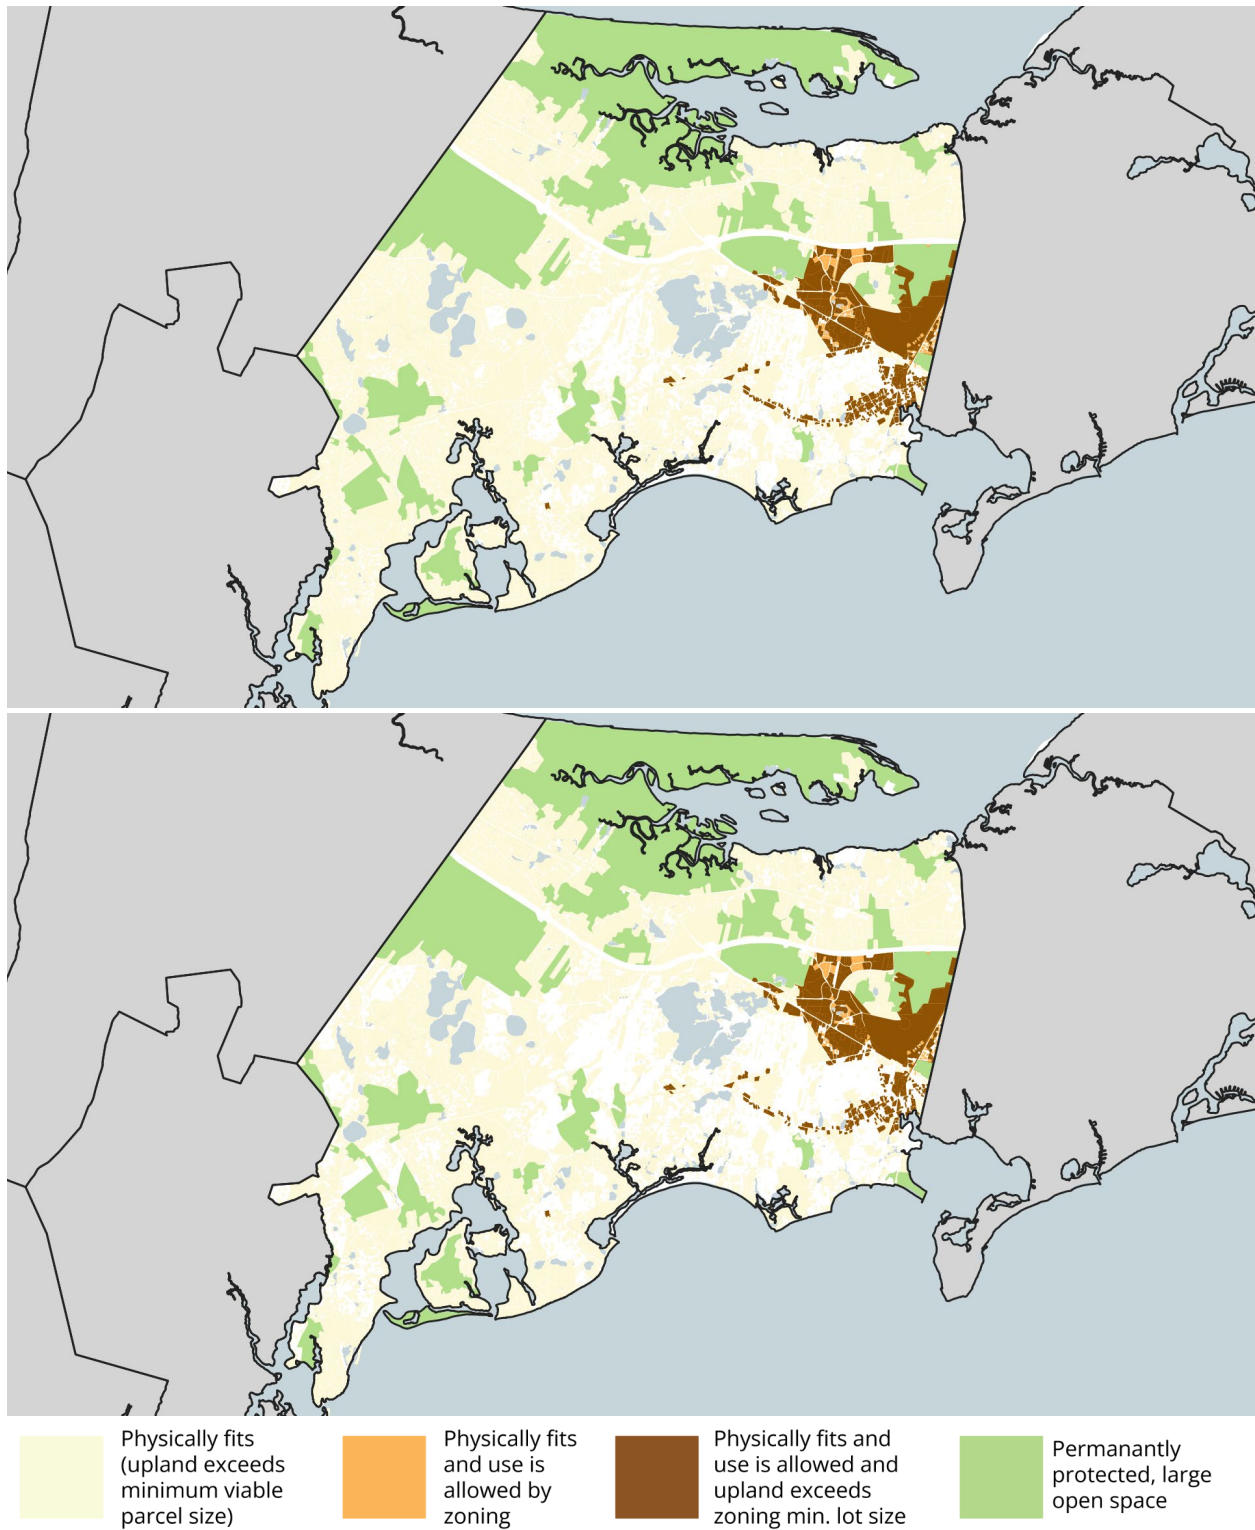 Physically fits
(upland exceeds
minimum viable
parcel size)
Physically fits
and use is
allowed by
zoning
Physically fits and
use is allowed and
upland exceeds
zoning min. lot size
Permanantly
protected, large
open space